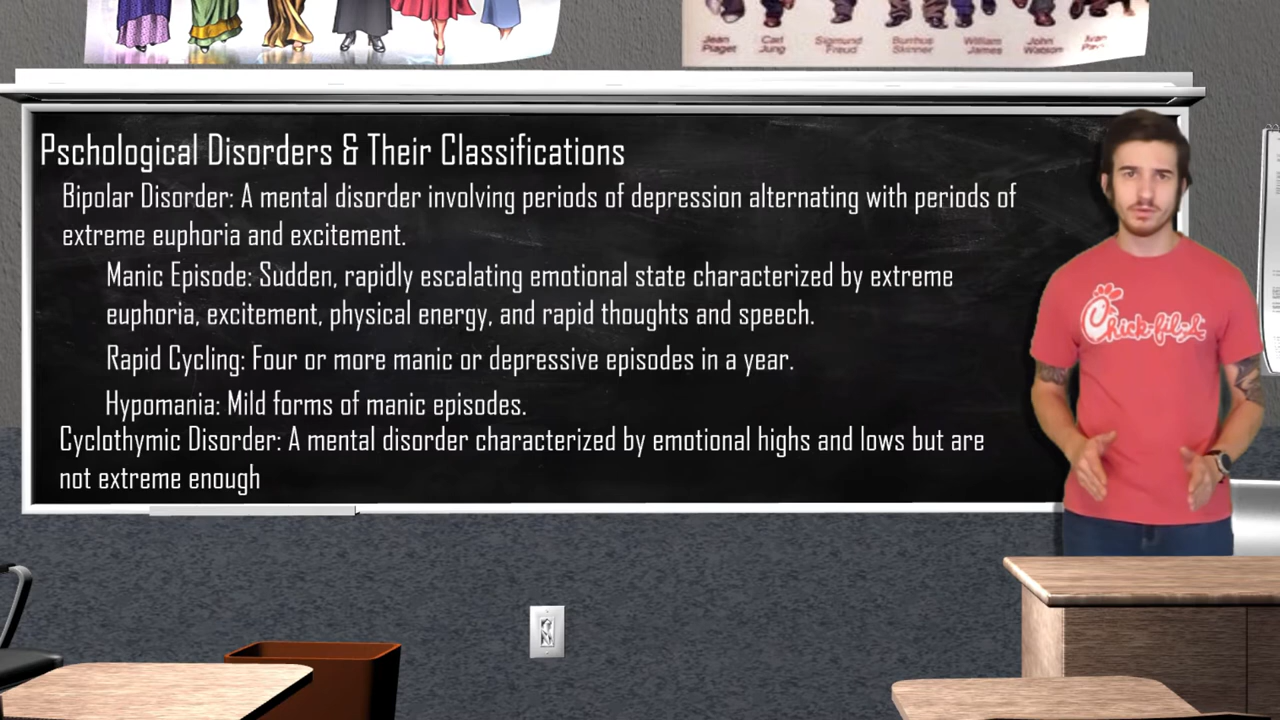 Jean Carl Sigmund Burrhus William John Ivan
Piaget Jung Freud Skinner James Watson
Pschological Disorders & Their Classifications
Bipolar Disorder: A mental disorder involving periods of depression alternating with periods of
extreme euphoria and excitement.
Manic Episode: Sudden, rapidly escalating emotional state characterized by extreme
euphoria, excitement, physical energy, and rapid thoughts and speech.
Rapid Cycling: Four or more manic or depressive episodes in a year.
Hypomania: Mild forms of manic episodes.
Cyclothymic Disorder: A mental disorder characterized by emotional highs and lows but are
not extreme enough
Chick-fil-A